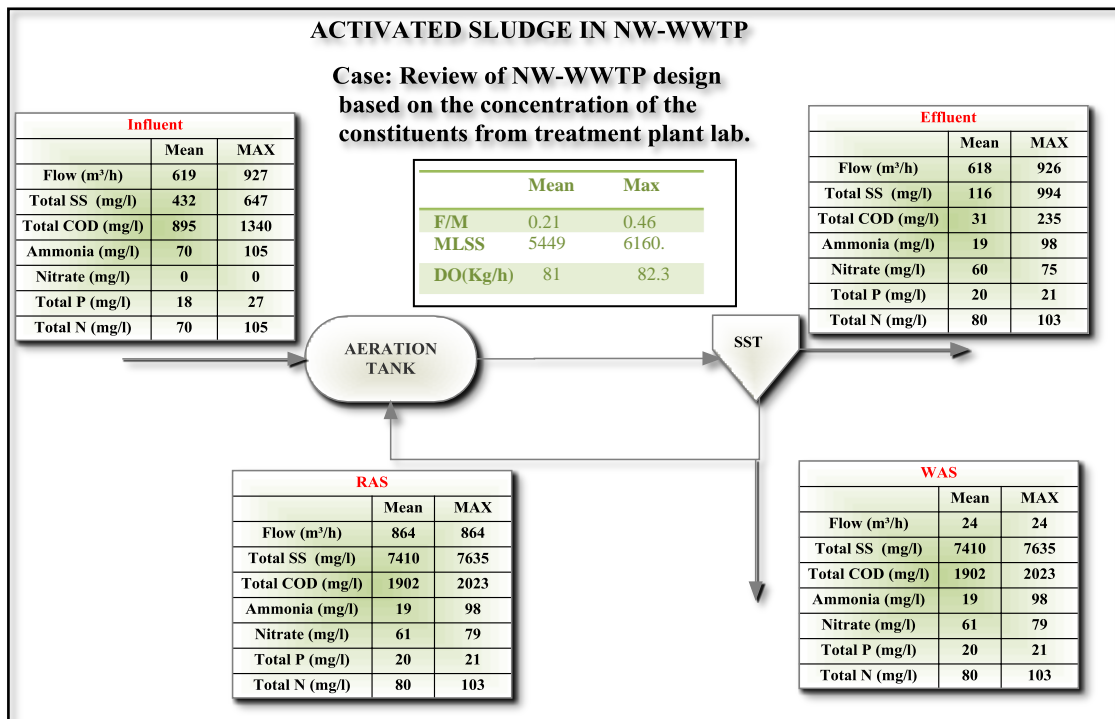 ACTIVATED SLUDGE IN NW-WWTP
Case: Review of NW-WWTP design
based on the concentration of the
constituents from treatment plant lab.
Influent
Mean MAX
Flow (m³/h) 619 927
Total SS (mg/l) 432 647
Total COD (mg/l) 895 1340
Ammonia (mg/l) 70 105
Nitrate (mg/l) 0 0
Total P (mg/l) 18 27
Total N (mg/l) 70 105
Mean Max
F/M 0.21 0.46
MLSS 5449 6160.
DO(Kg/h) 81 82.3
Effluent
Mean MAX
Flow (m³/h) 618 926
Total SS (mg/l) 116 994
Total COD (mg/l) 31 235
Ammonia (mg/l) 19 98
Nitrate (mg/l) 60 75
Total P (mg/l) 20 21
Total N (mg/l) 80 103
AERATION
TANK
SST
RAS
Mean MAX
Flow (m³/h) 864 864
Total SS (mg/l) 7410 7635
Total COD (mg/l) 1902 2023
Ammonia (mg/l) 19 98
Nitrate (mg/l) 61 79
Total P (mg/l) 20 21
Total N (mg/l) 80 103
WAS
Mean MAX
Flow (m³/h) 24 24
Total SS (mg/l) 7410 7635
Total COD (mg/l) 1902 2023
Ammonia (mg/l) 19 98
Nitrate (mg/l) 61 79
Total P (mg/l) 20 21
Total N (mg/l) 80 103